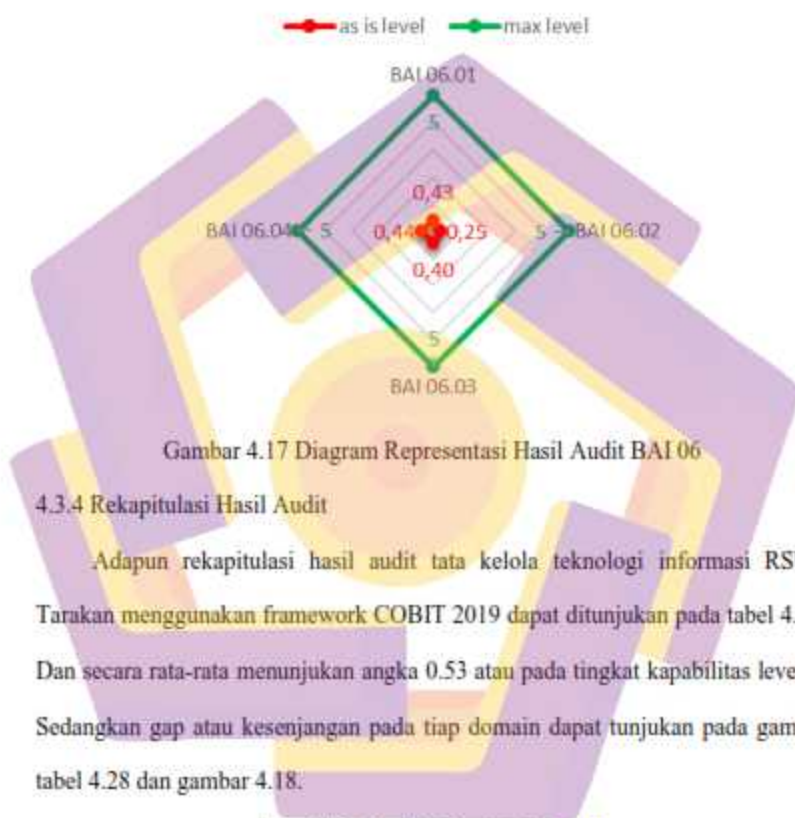 as is level max level
BAI 06.01
5
0,43
BAI 06.04 5 0,44 0,25 5 BAI 06.02
0,40
5
BAI 06.03
Gambar 4.17 Diagram Representasi Hasil Audit BAI 06
4.3.4 Rekapitulasi Hasil Audit
Adapun rekapitulasi hasil audit tata kelola teknologi informasi RS
Tarakan menggunakan framework COBIT 2019 dapat ditunjukan pada tabel 4.
Dan secara rata-rata menunjukan angka 0.53 atau pada tingkat kapabilitas leve
Sedangkan gap atau kesenjangan pada tiap domain dapat tunjukan pada gam
tabel 4.28 dan gambar 4.18.